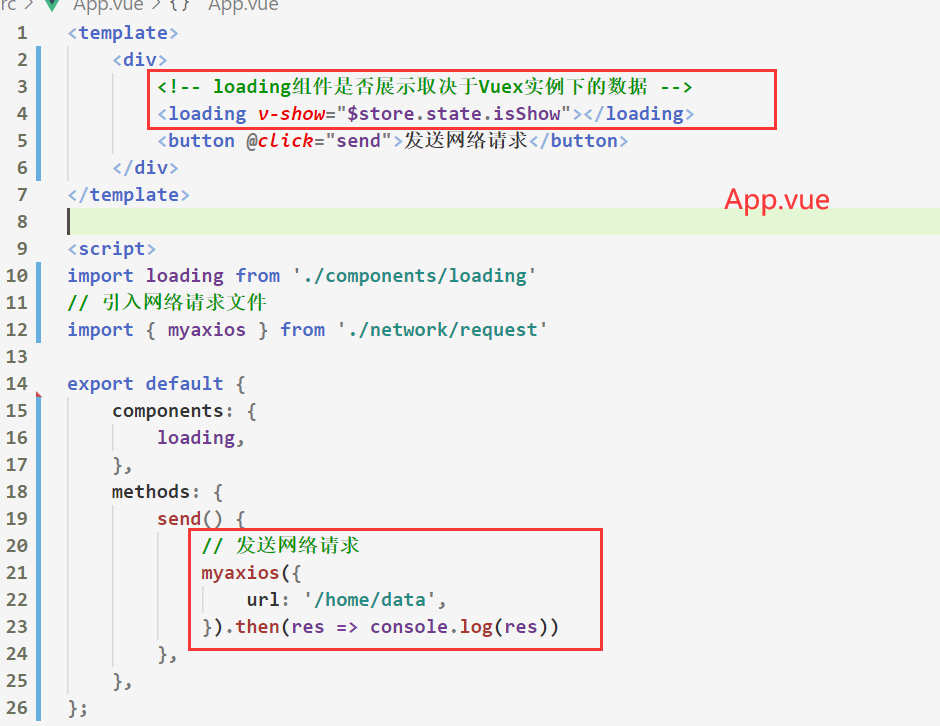 rc > App.vue > {} App.vue
1 <template>
2 <div>
3 <!-- loading组件是否展示取决于Vuex实例下的数据 -->
4 <loading v-show="$store.state.isShow"></loading>
5 <button @click="send">发送网络请求</button>
6 </div>
7 </template>
App.vue
8
9 <script>
10 import loading from './components/loading'
11 // 引入网络请求文件
12 import { myaxios } from './network/request'
13
14 export default {
15 components: {
16 loading,
17 },
18 methods: {
19 send() {
20 // 发送网络请求
21 myaxios({
22 url: '/home/data',
23 }).then(res => console.log(res))
24 },
25 },
26 };